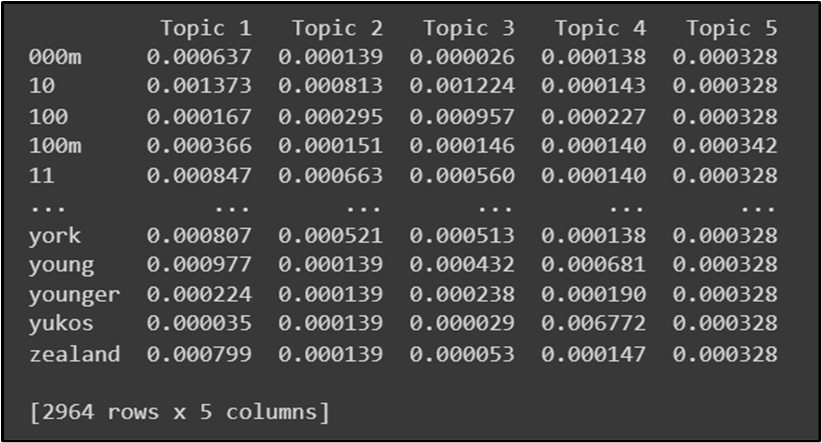 Topic 1 Topic 2 Topic 3 Topic 4 Topic 5
000m 0.000637 0.000139 0.000026 0.000138 0.000328
10 0.001373 0.000813 0.001224 0.000143 0.000328
100 0.000167 0.000295 0.000957 0.000227 0.000328
100m 0.000366 0.000151 0.000146 0.000140 0.000342
11 0.000847 0.000663 0.000560 0.000140 0.000328
... ... ... ... ... ...
york 0.000807 0.000521 0.000513 0.000138 0.000328
young 0.000977 0.000139 0.000432 0.000681 0.000328
younger 0.000224 0.000139 0.000238 0.000190 0.000328
yukos 0.000035 0.000139 0.000029 0.006772 0.000328
zealand 0.000799 0.000139 0.000053 0.000147 0.000328
[2964 rows x 5 columns]